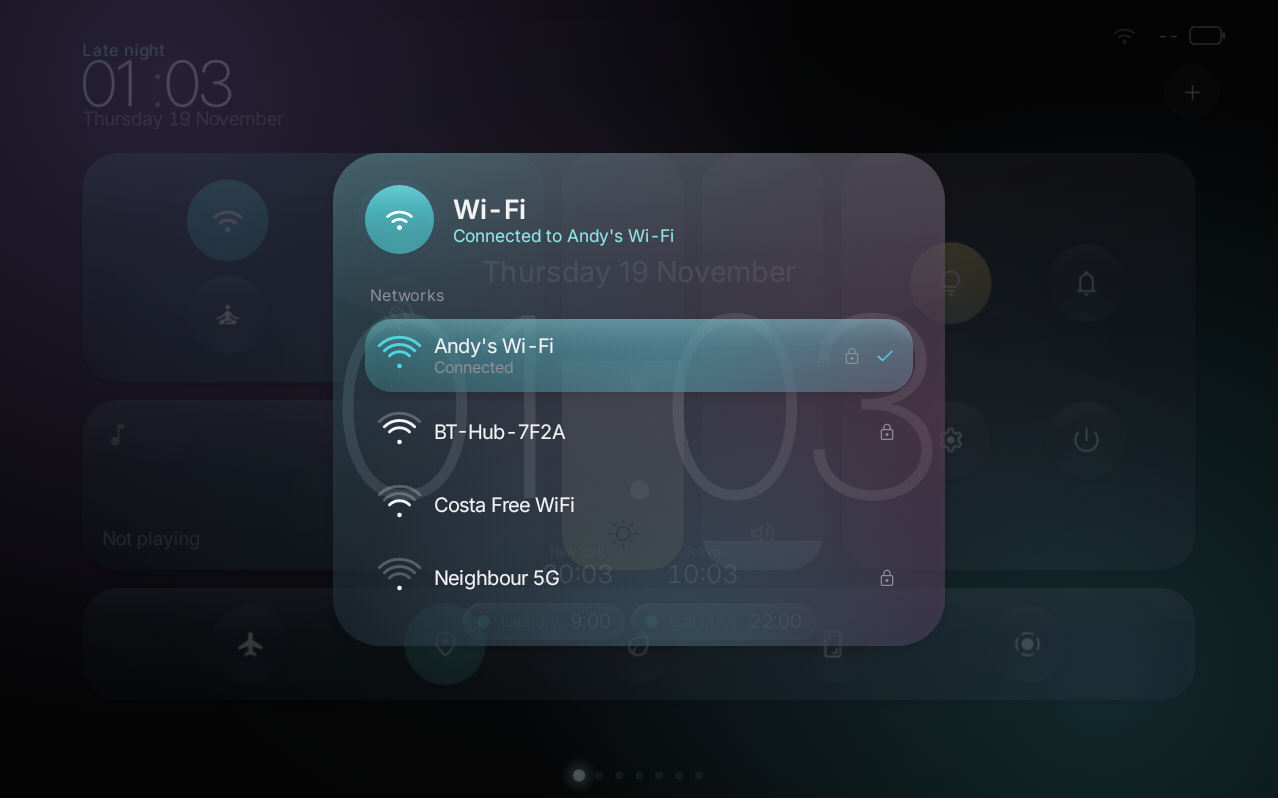 Late night
01:03
Thursday 19 November
--
Wi-Fi
Connected to Andy's Wi-Fi
Thursday 19 November
Networks
01:03
Andy's Wi-Fi
Connected
BT-Hub-7F2A
Costa Free WiFi
Not playing
New York
Tokyo
Neighbour 5G
10:03
Laundry 9:00
Call 22:00